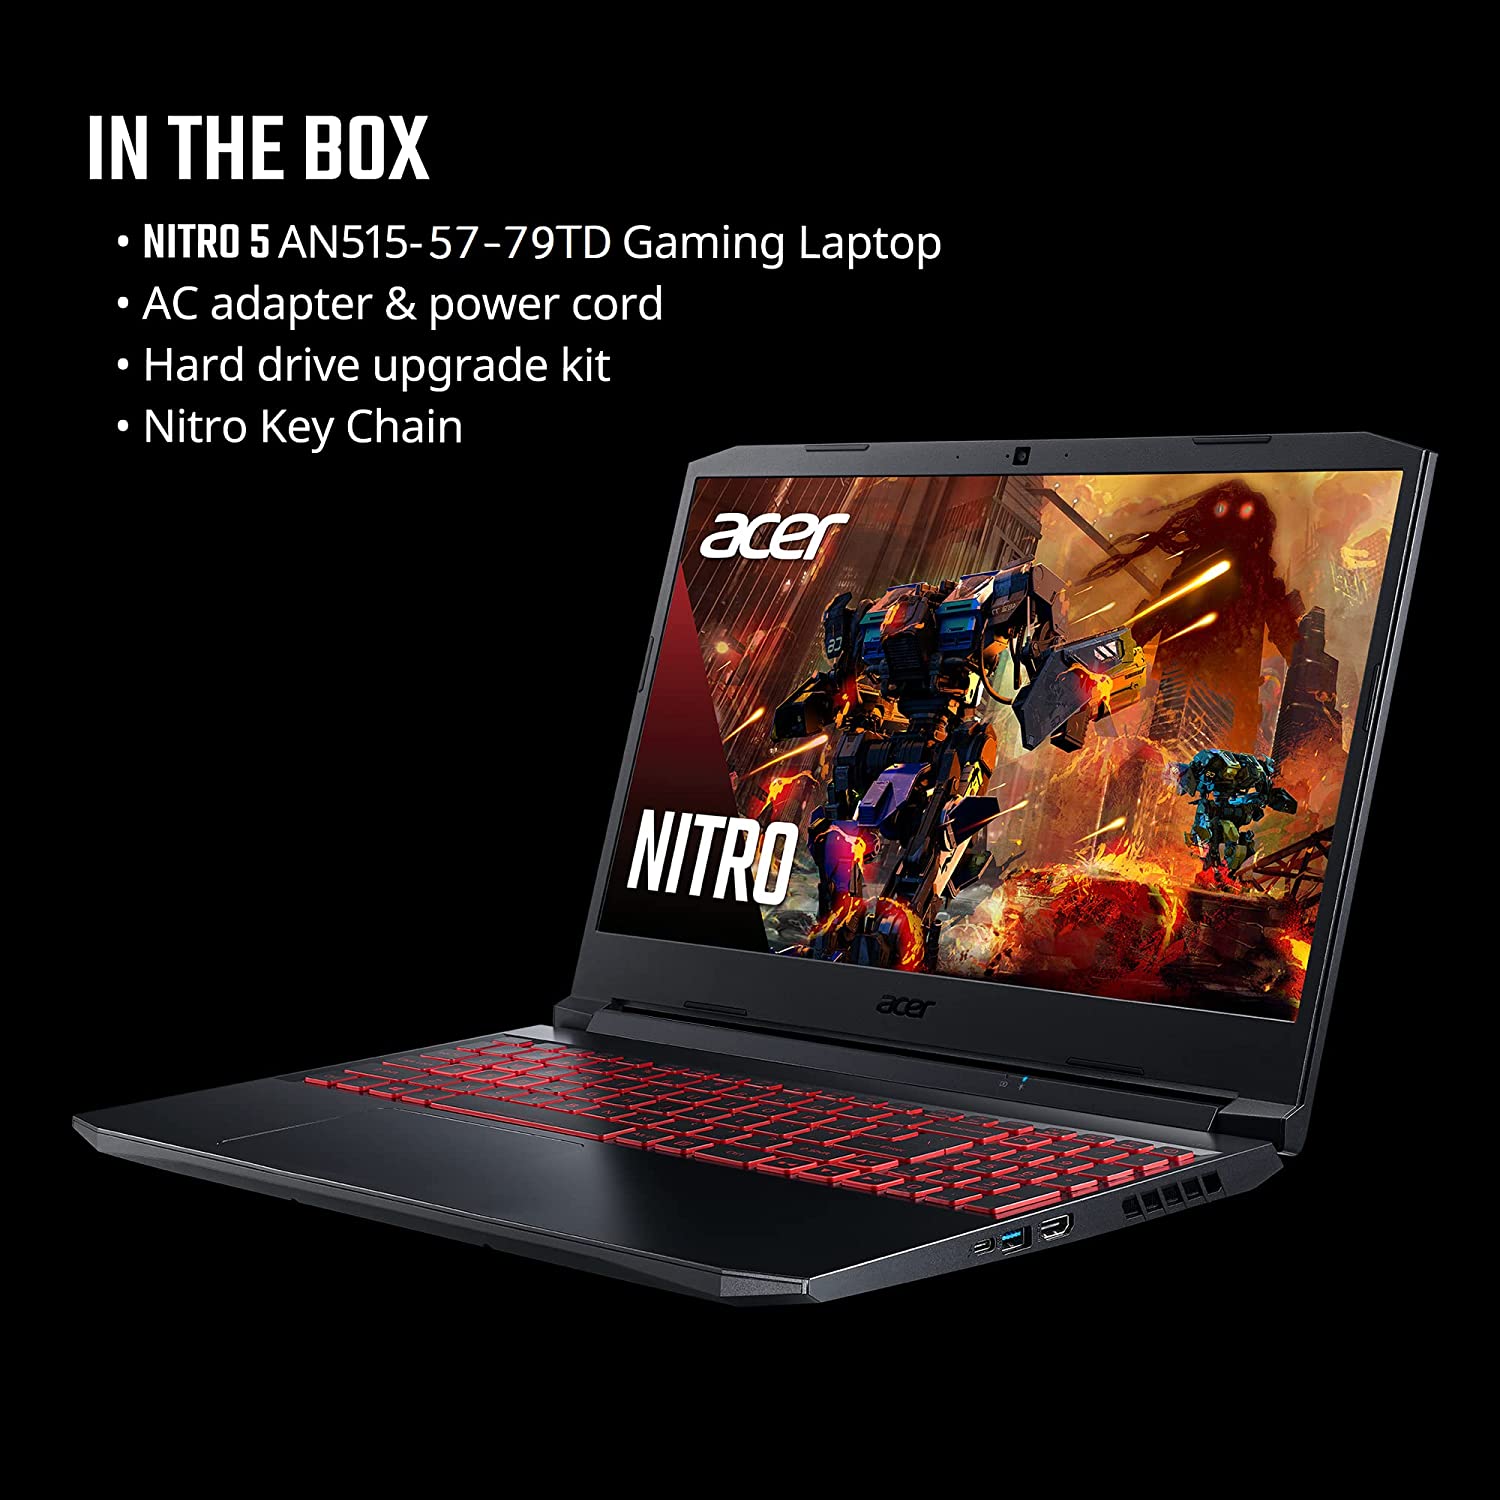 IN THE BOX
• NITRO 5 AN515-57-79TD Gaming Laptop
• AC adapter & power cord
• Hard drive upgrade kit
• Nitro Key Chain
acer
NITRO
acer